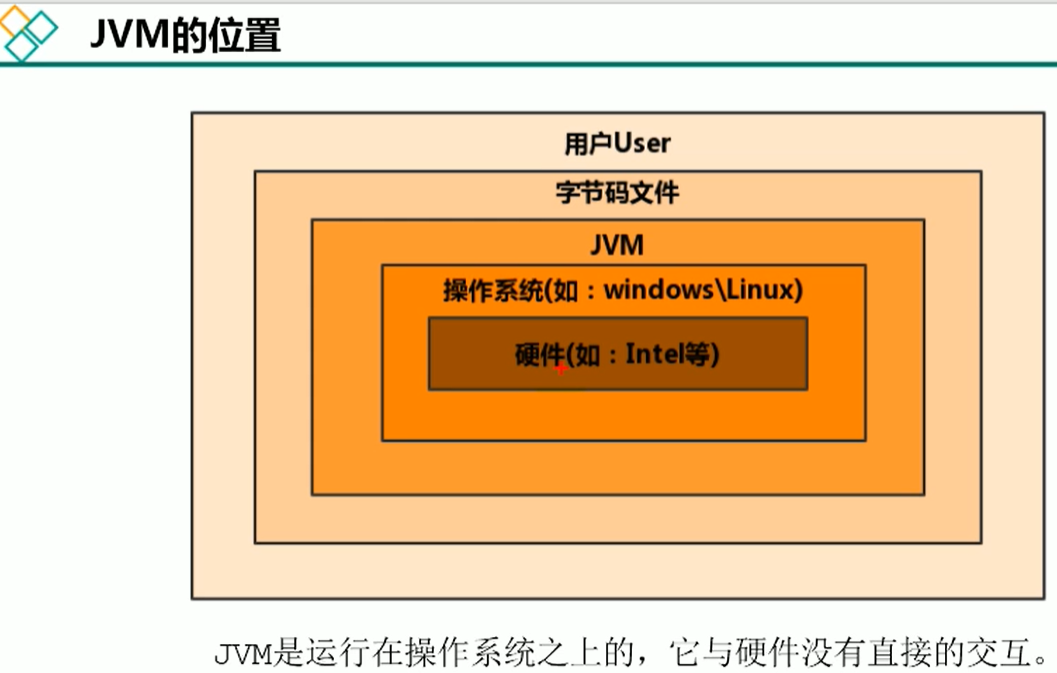 JVM的位置
用户User
字节码文件
JVM
操作系统(如：windows\Linux)
硬件(如：Intel等)
JVM是运行在操作系统之上的，它与硬件没有直接的交互。